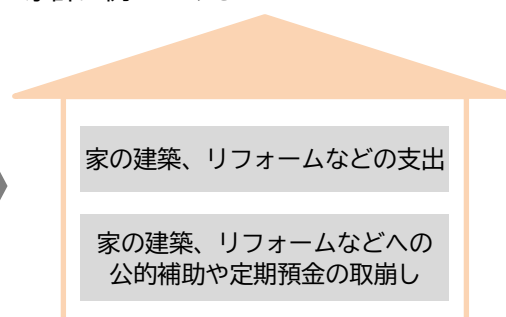 家の建築、リフォームなどの支出
家の建築、リフォームなどへの
公的補助や定期預金の取崩し